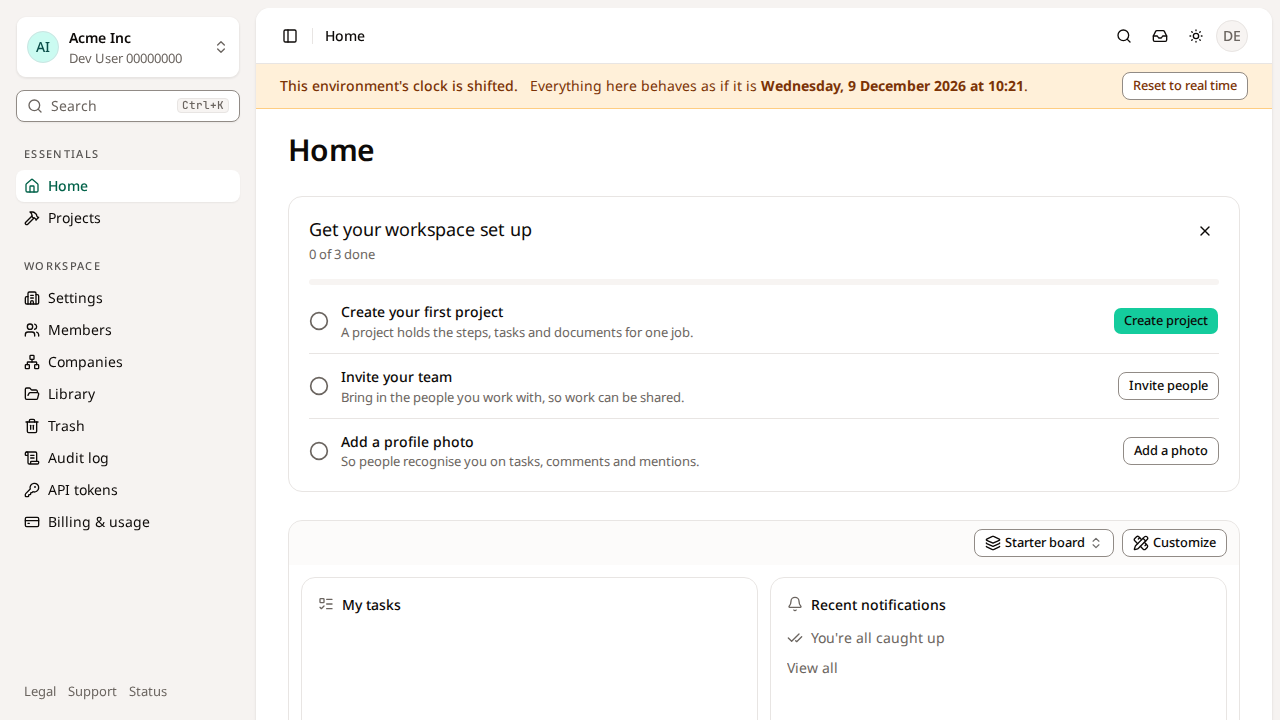 AI
Acme Inc
Dev User 00000000
Search
Ctrl+K
ESSENTIALS
Home
Projects
WORKSPACE
Settings
Members
Companies
Library
Trash
Audit log
API tokens
Billing & usage
Legal Support Status
Home
DE
This environment's clock is shifted. Everything here behaves as if it is Wednesday, 9 December 2026 at 10:21.
Reset to real time
Home
Get your workspace set up
0 of 3 done
Create your first project
A project holds the steps, tasks and documents for one job.
Create project
Invite your team
Bring in the people you work with, so work can be shared.
Invite people
Add a profile photo
So people recognise you on tasks, comments and mentions.
Add a photo
Starter board
Customize
My tasks
Recent notifications
You're all caught up
View all